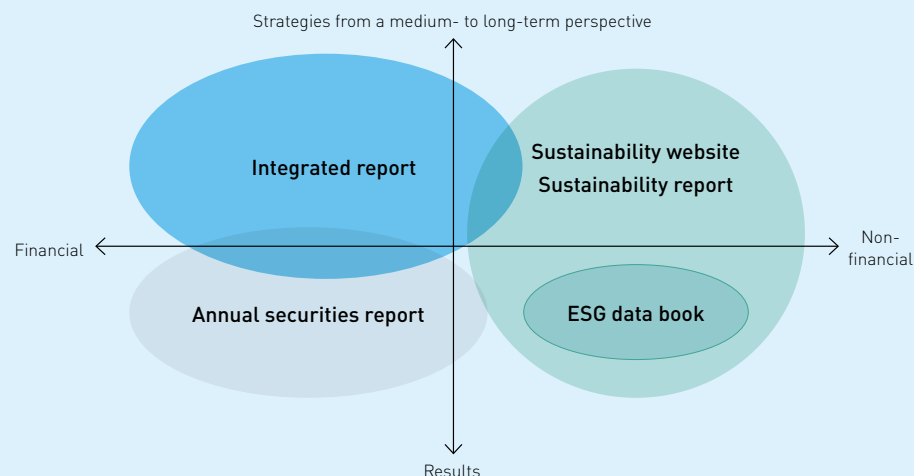 Strategies from a medium- to long-term perspective
Integrated report
Sustainability website
Sustainability report
Financial
Non-
financial
Annual securities report
ESG data book
Results